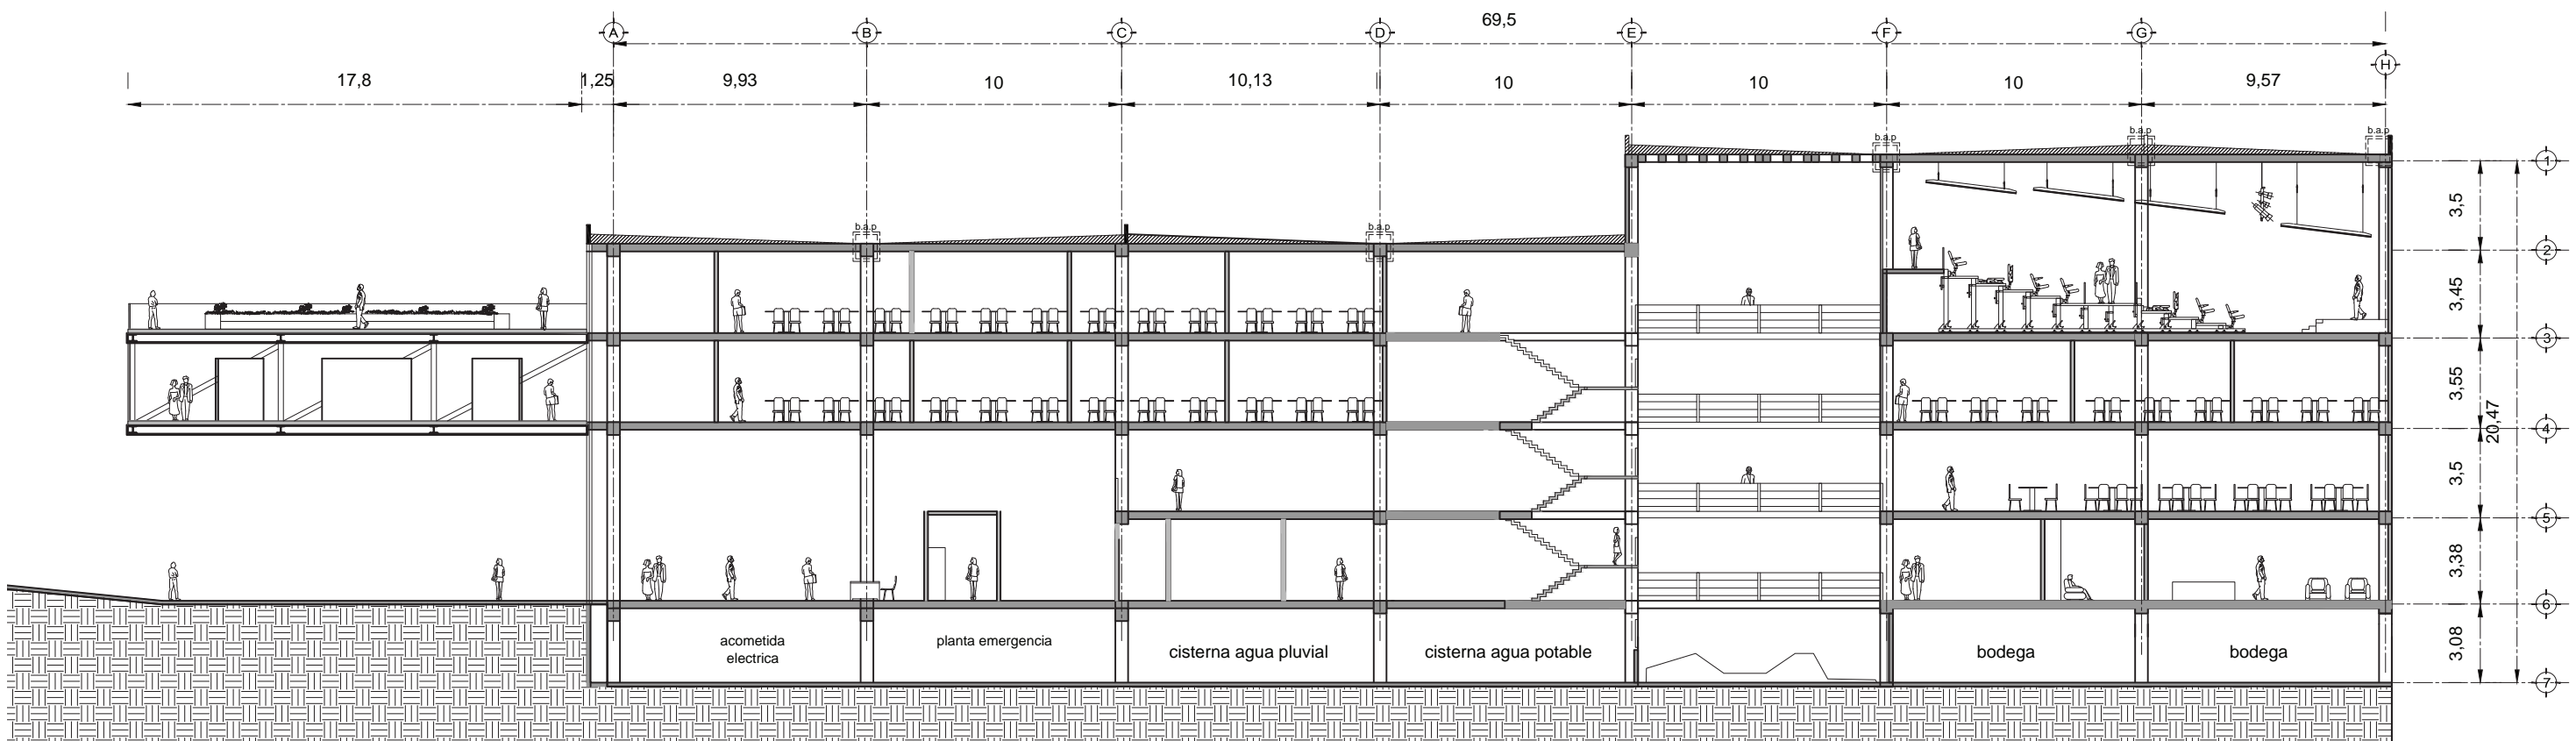 69,5
A
B
C
D
E
F
G
H
17,8
1,25
9,93
10
10,13
10
10
10
9,57
b.a.p
b.a.p
b.a.p
b.a.p
b.a.p
1
3,5
2
3,45
3
3,55
20,47
4
3,5
5
3,38
6
3,08
7
acometida
electrica
planta emergencia
cisterna agua pluvial
cisterna agua potable
bodega
bodega